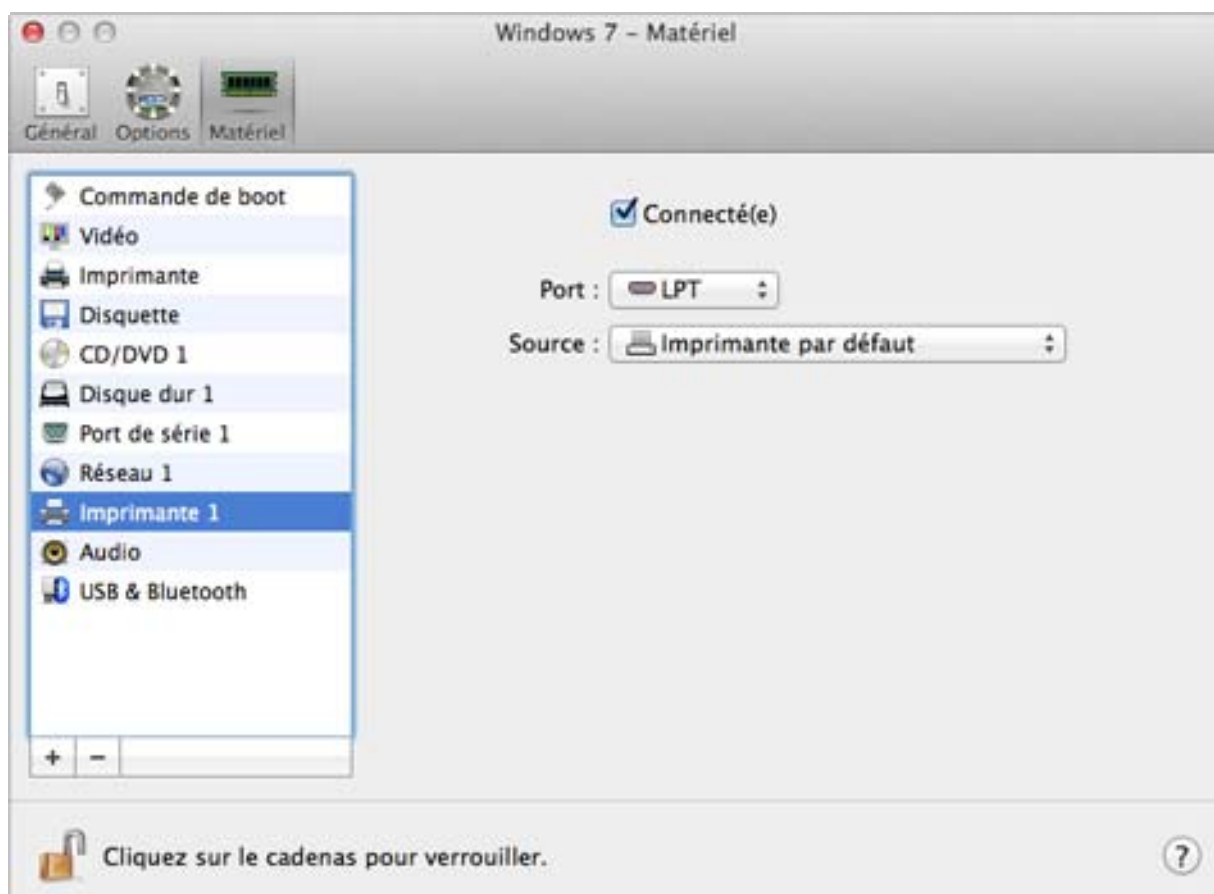 Windows 7 – Matériel
Général Options Matériel
Commande de boot
Vidéo
Imprimante
Disquette
CD/DVD 1
Disque dur 1
Port de série 1
Réseau 1
Imprimante 1
Audio
USB & Bluetooth
+ −
Connecté(e)
Port : LPT
Source : Imprimante par défaut
Cliquez sur le cadenas pour verrouiller.
?